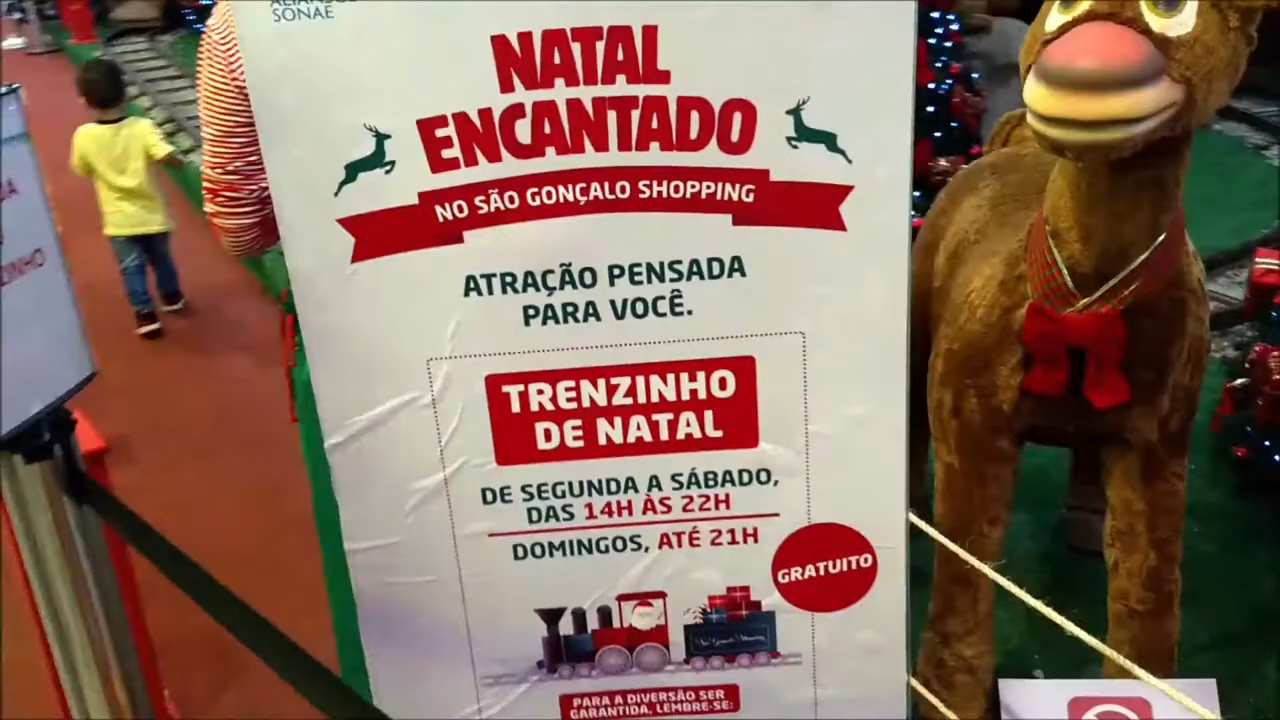 SONAE
NATAL
ENCANTADO
NO SÃO GONÇALO SHOPPING
ATRAÇÃO PENSADA
PARA VOCÊ.
TRENZINHO
DE NATAL
DE SEGUNDA A SÁBADO,
DAS 14H ÀS 22H
DOMINGOS, ATÉ 21H
GRATUITO
PARA A DIVERSÃO SER
GARANTIDA, LEMBRE-SE: